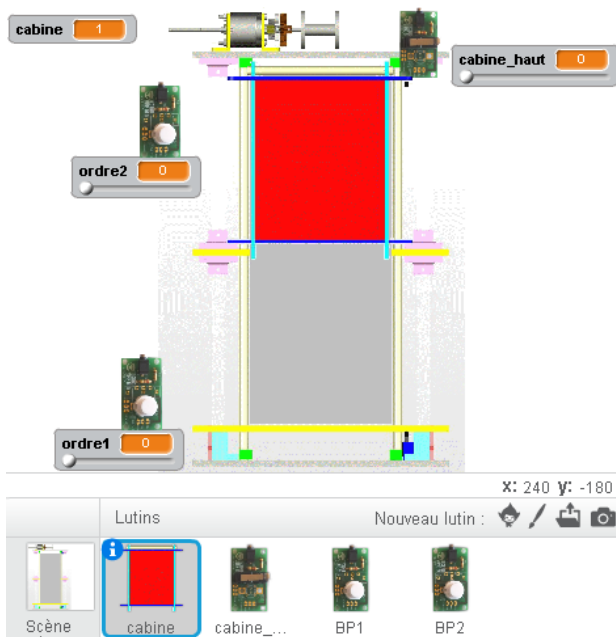 cabine 1
cabine_haut 0
ordre2 0
ordre1 0
x: 240 y: -180
Lutins Nouveau lutin :
Scène cabine cabine_... BP1 BP2